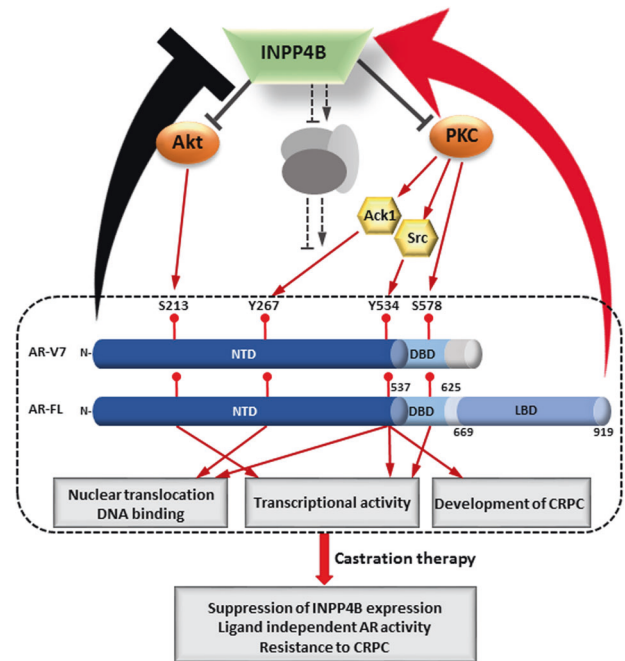 INPP4B
Akt
PKC
Ack1
Src
S213
Y267
Y534
S578
AR-V7
N-
NTD
DBD
537
625
AR-FL
N-
NTD
DBD
LBD
669
919
Nuclear translocation
DNA binding
Transcriptional activity
Development of CRPC
Castration therapy
Suppression of INPP4B expression
Ligand independent AR activity
Resistance to CRPC